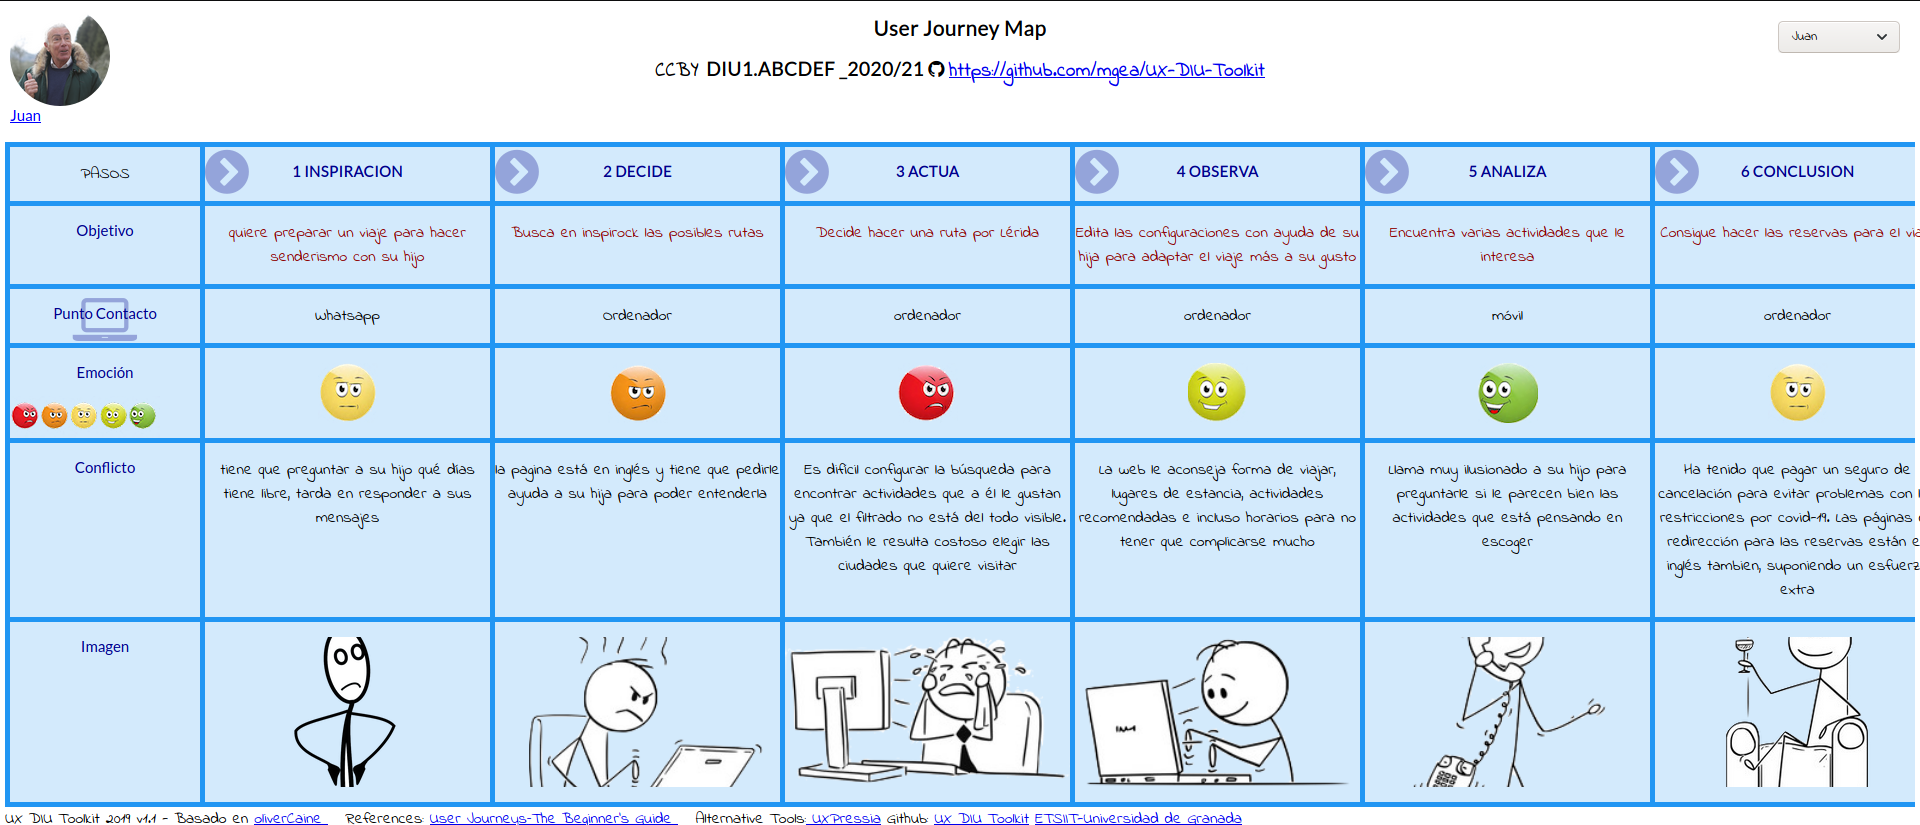 User Journey Map
Juan
CCBY DIU1.ABCDEF _2020/21 https://github.com/mgea/UX-DIU-Toolkit
Juan
PASOS
1 INSPIRACION
2 DECIDE
3 ACTUA
4 OBSERVA
5 ANALIZA
6 CONCLUSION
Objetivo
quiere preparar un viaje para hacer
senderismo con su hijo
Busca en inspirock las posibles rutas
Decide hacer una ruta por Lérida
Edita las configuraciones con ayuda de su
hija para adaptar el viaje más a su gusto
Encuentra varias actividades que le
interesa
Consigue hacer las reservas para el via
Punto Contacto
Whatsapp
Ordenador
ordenador
ordenador
móvil
ordenador
Emoción
Conflicto
tiene que preguntar a su hijo qué días
tiene libre, tarda en responder a sus
mensajes
la pagina está en inglés y tiene que pedirle
ayuda a su hija para poder entenderla
Es difícil configurar la búsqueda para
encontrar actividades que a él le gustan
ya que el filtrado no está del todo visible.
También le resulta costoso elegir las
ciudades que quiere visitar
La web le aconseja forma de viajar,
lugares de estancia, actividades
recomendadas e incluso horarios para no
tener que complicarse mucho
Llama muy ilusionado a su hijo para
preguntarle si le parecen bien las
actividades que está pensando en
escoger
Ha tenido que pagar un seguro de
cancelación para evitar problemas con
restricciones por covid-19. Las páginas
redirección para las reservas están e
inglés tambien, suponiendo un esfuerz
extra
Imagen
UX DIU Toolkit 2019 v1.1 - Basado en oliverCaine References: User Journeys-The Beginner's Guide Alternative Tools: UXPressia Github: UX DIU Toolkit ETSIIT-Universidad de Granada